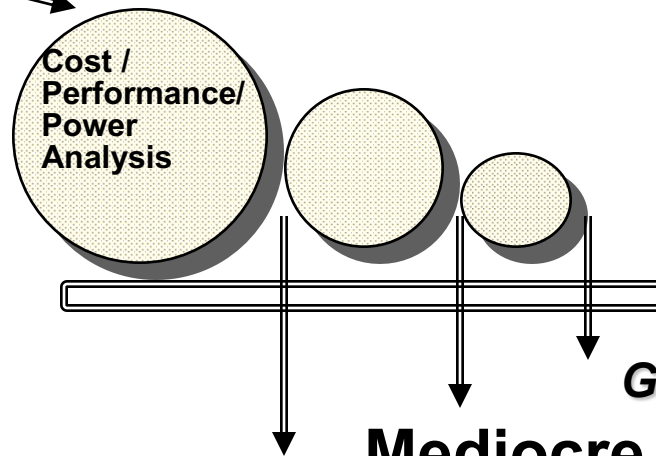 Cost /
Performance/
Power
Analysis
G
Mediocre